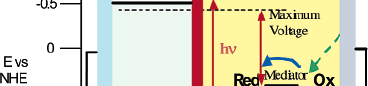 -0.5
Maximum
Voltage
hν
0
E vs
NHE
Mediator
Red
Ox